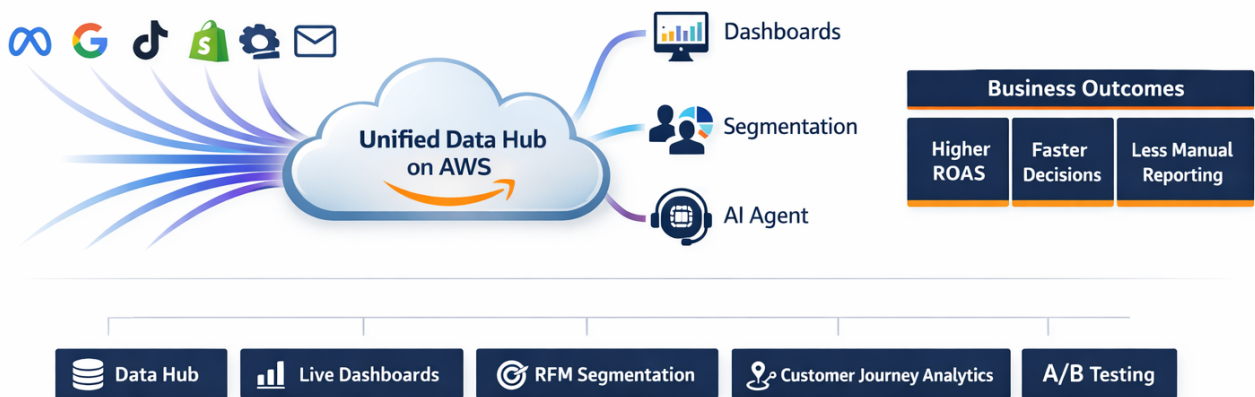 Unified Data Hub
on AWS
Dashboards
Segmentation
AI Agent
Business Outcomes
Higher
ROAS
Faster
Decisions
Less Manual
Reporting
Data Hub
Live Dashboards
RFM Segmentation
Customer Journey Analytics
A/B Testing